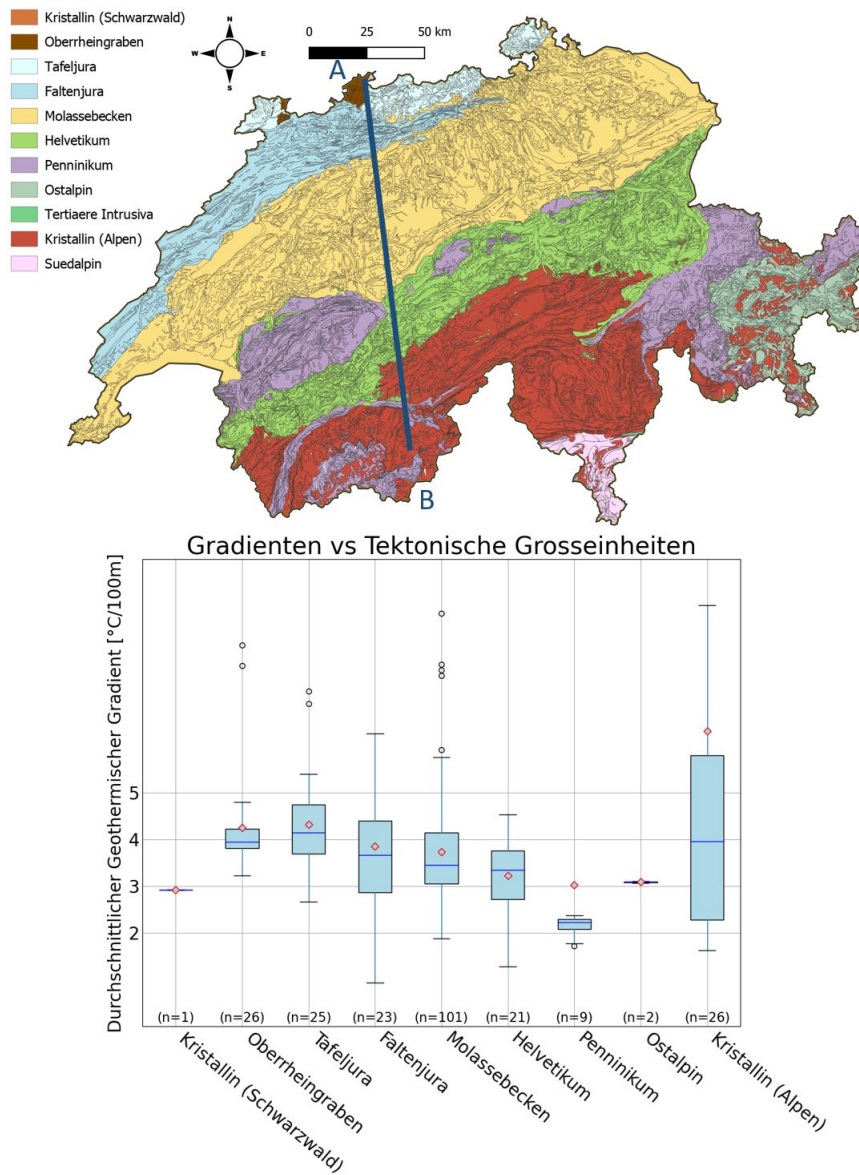 Kristallin (Schwarzwald)
Oberrheingraben
Tafeljura
Faltenjura
Molassebecken
Helvetikum
Penninikum
Ostalpin
Tertiaere Intrusiva
Kristallin (Alpen)
Suedalpin
N
W
E
S
0 25 50 km
A
B
Gradienten vs Tektonische Grosseinheiten
Durchschnittlicher Geothermischer Gradient [°C/100m]
5
4
3
2
(n=1) (n=26) (n=25) (n=23) (n=101) (n=21) (n=9) (n=2) (n=26)
Kristallin (Schwarzwald)
Oberrheingraben
Tafeljura
Faltenjura
Molassebecken
Helvetikum
Penninikum
Ostalpin
Kristallin (Alpen)